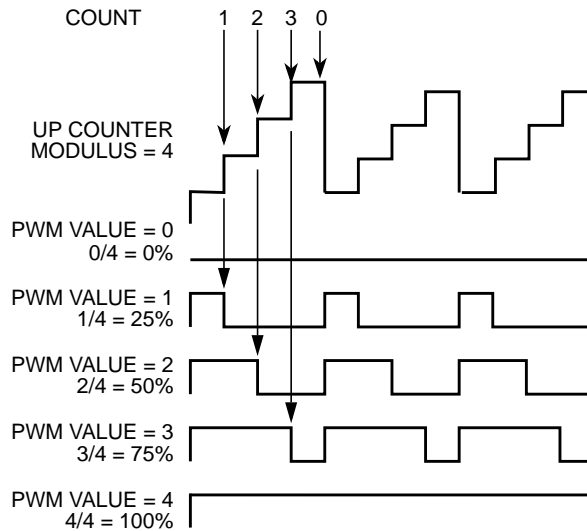 COUNT 1 2 3 0
UP COUNTER
MODULUS = 4
PWM VALUE = 0
0/4 = 0%
PWM VALUE = 1
1/4 = 25%
PWM VALUE = 2
2/4 = 50%
PWM VALUE = 3
3/4 = 75%
PWM VALUE = 4
4/4 = 100%